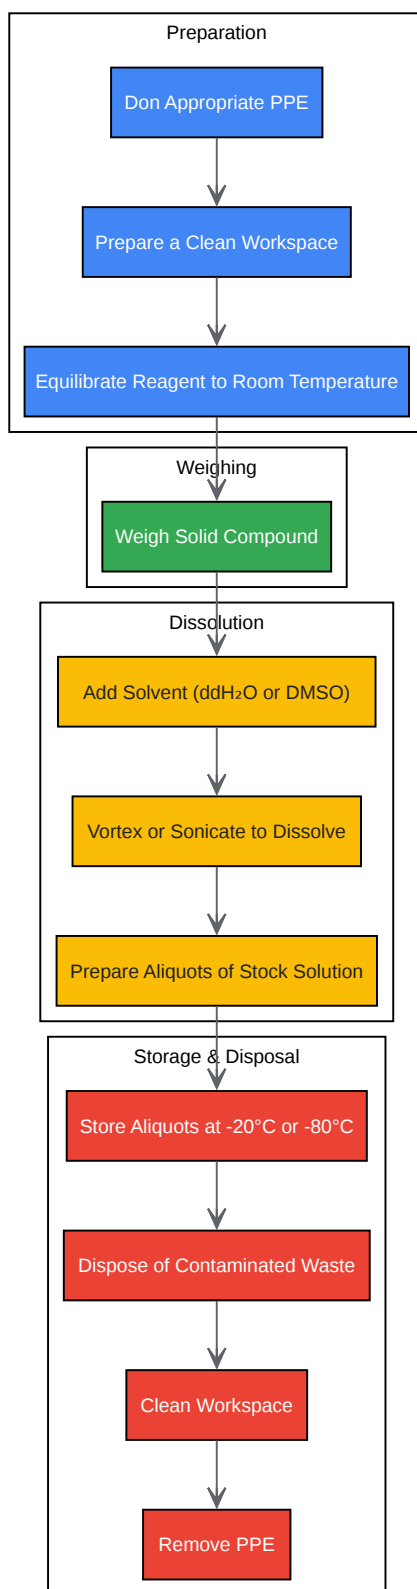 Preparation
Don Appropriate PPE
Prepare a Clean Workspace
Equilibrate Reagent to Room Temperature
Weighing
Weigh Solid Compound
Dissolution
Add Solvent (ddH₂O or DMSO)
Vortex or Sonicate to Dissolve
Prepare Aliquots of Stock Solution
Storage & Disposal
Store Aliquots at -20°C or -80°C
Dispose of Contaminated Waste
Clean Workspace
Remove PPE